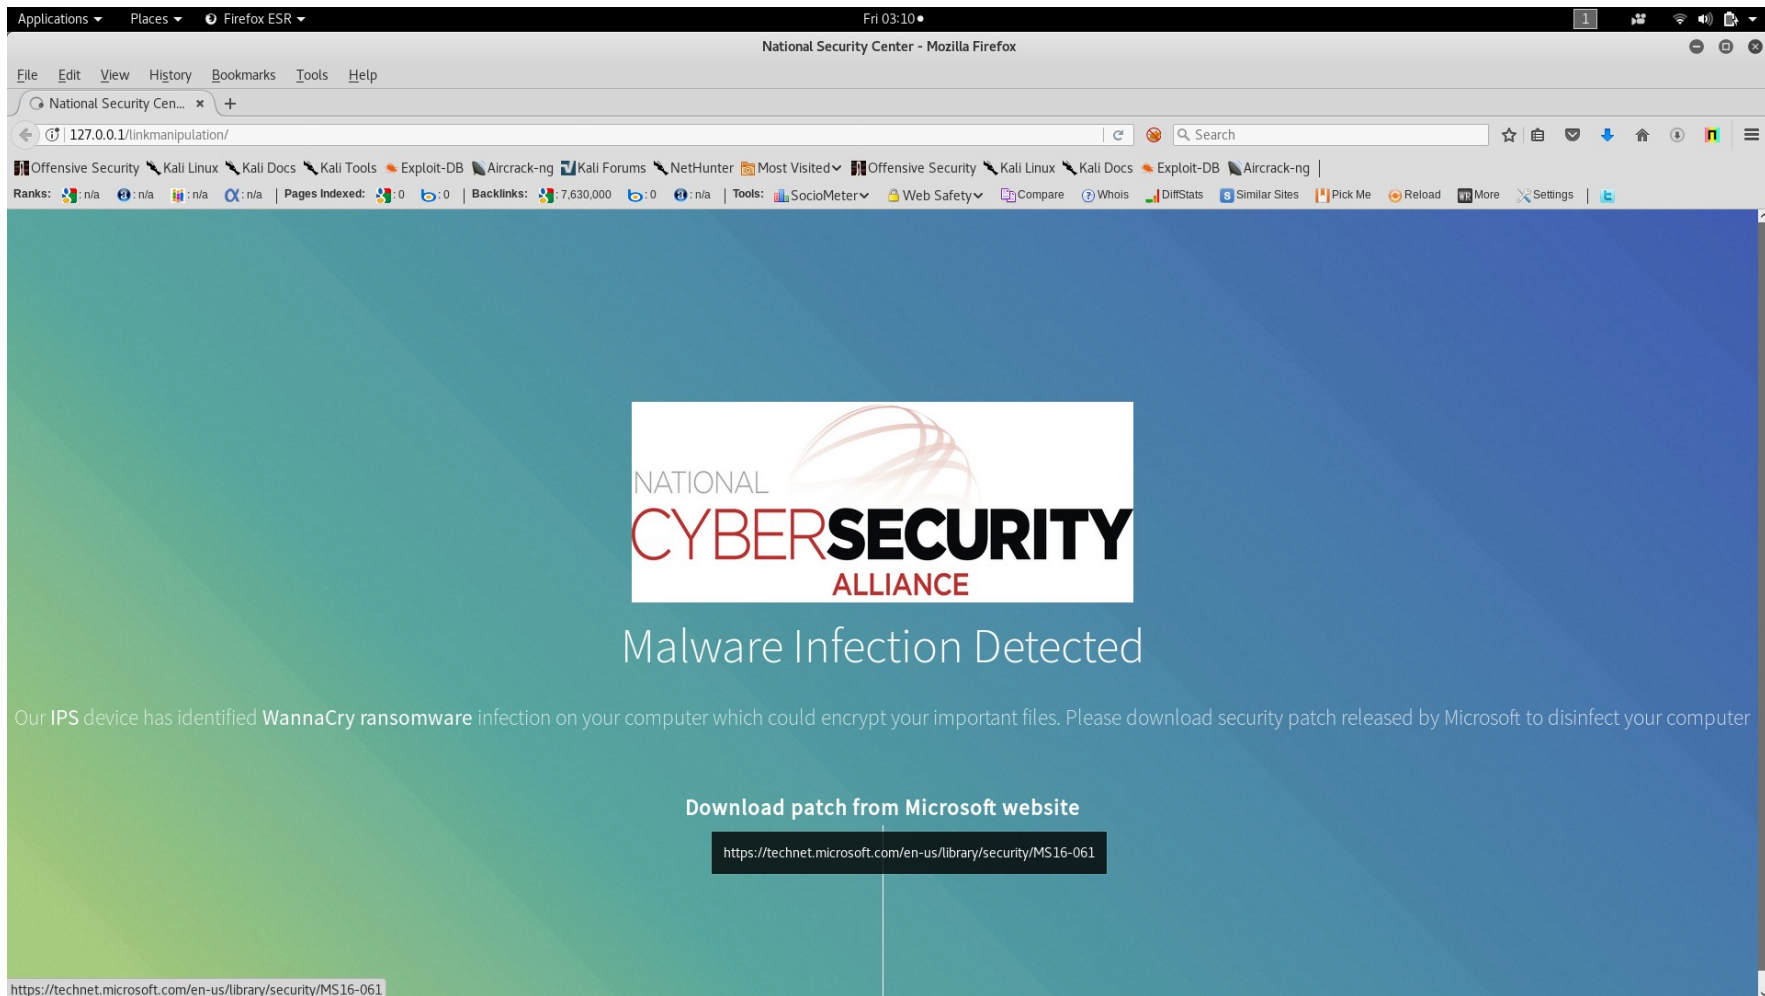 Applications Places Firefox ESR Fri 03:10 1
National Security Center - Mozilla Firefox
File Edit View History Bookmarks Tools Help
National Security Cen... × +
127.0.0.1/linkmanipulation/ Search
Offensive Security Kali Linux Kali Docs Kali Tools Exploit-DB Aircrack-ng Kali Forums NetHunter Most Visited Offensive Security Kali Linux Kali Docs Exploit-DB Aircrack-ng
Ranks: : n/a : n/a : n/a : n/a | Pages Indexed: : 0 : 0 | Backlinks: : 7,630,000 : 0 : n/a | Tools: SocioMeter Web Safety Compare Whois DiffStats Similar Sites Pick Me Reload More Settings
NATIONAL
CYBERSECURITY
ALLIANCE
Malware Infection Detected
Our IPS device has identified WannaCry ransomware infection on your computer which could encrypt your important files. Please download security patch released by Microsoft to disinfect your computer
Download patch from Microsoft website
https://technet.microsoft.com/en-us/library/security/MS16-061
https://technet.microsoft.com/en-us/library/security/MS16-061